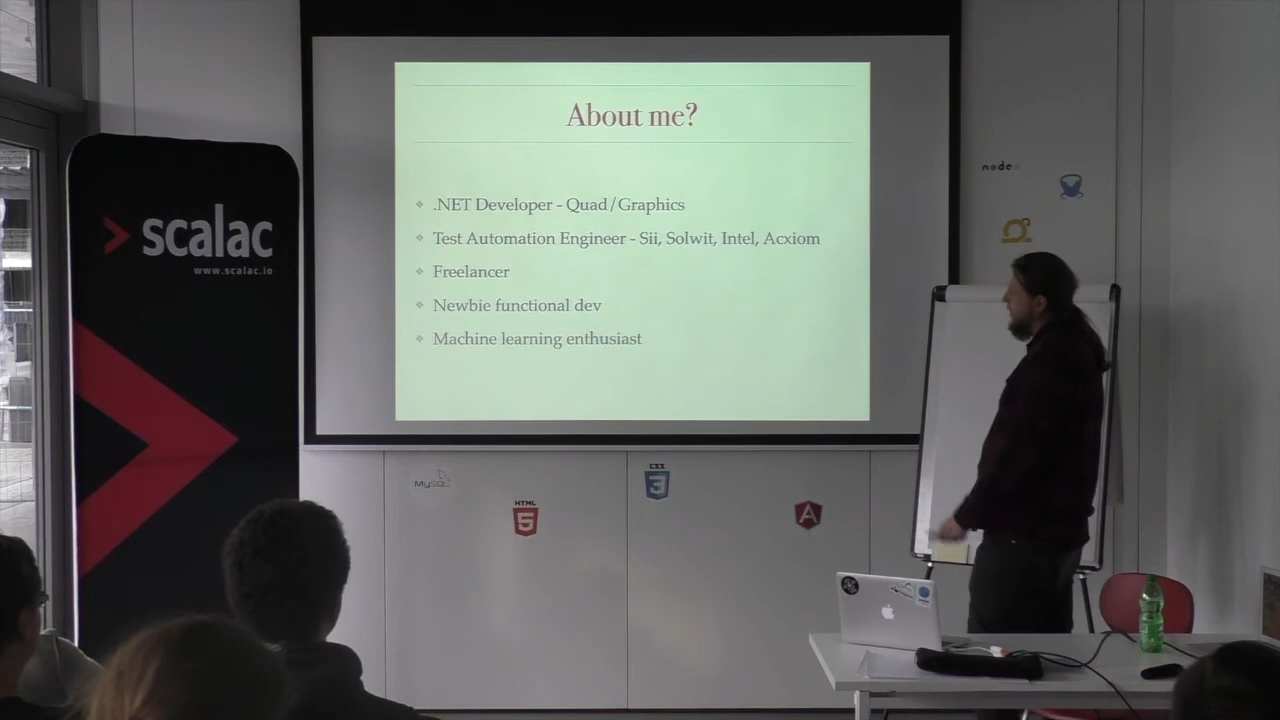 About me?
.NET Developer - Quad/Graphics
Test Automation Engineer - Sii, Solwit, Intel, Acxiom
Freelancer
Newbie functional dev
Machine learning enthusiast
scalac
www.scalac.io
node
MySQL
HTML
5
CSS
3
A